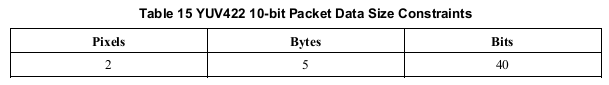 Table 15 YUV422 10-bit Packet Data Size Constraints
Pixels Bytes Bits
2 5 40